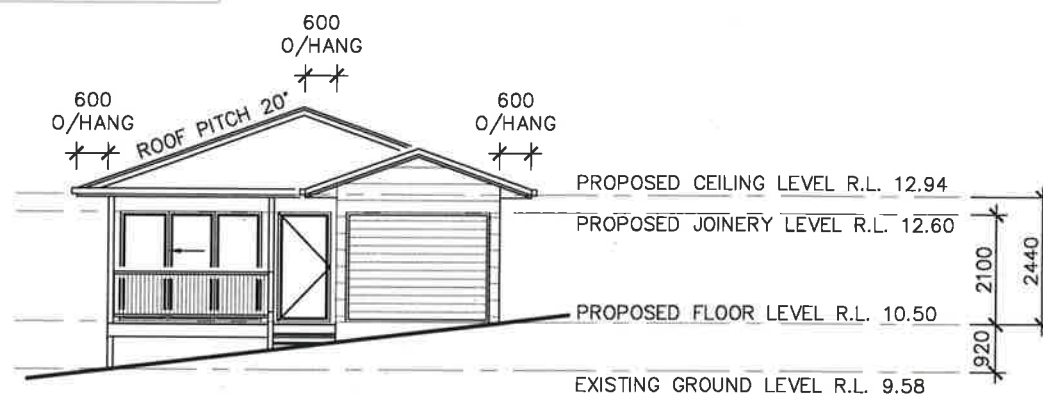 600
O/HANG
600
O/HANG
600
O/HANG
ROOF PITCH 20°
PROPOSED CEILING LEVEL R.L. 12.94
PROPOSED JOINERY LEVEL R.L. 12.60
2100
2440
PROPOSED FLOOR LEVEL R.L. 10.50
920
EXISTING GROUND LEVEL R.L. 9.58